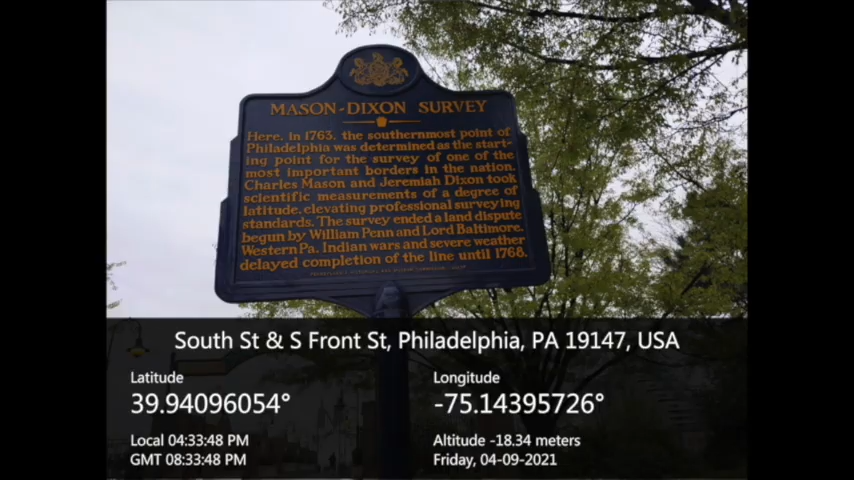 MASON-DIXON SURVEY
Here, in 1763, the southernmost point of
Philadelphia was determined as the start-
ing point for the survey of one of the
most important borders in the nation.
Charles Mason and Jeremiah Dixon took
scientific measurements of a degree of
latitude, elevating professional surveying
standards. The survey ended a land dispute
begun by William Penn and Lord Baltimore.
Western Pa. Indian wars and severe weather
delayed completion of the line until 1768.
South St & S Front St, Philadelphia, PA 19147, USA
Latitude
39.94096054°
Longitude
-75.14395726°
Local 04:33:48 PM
GMT 08:33:48 PM
Altitude -18.34 meters
Friday, 04-09-2021